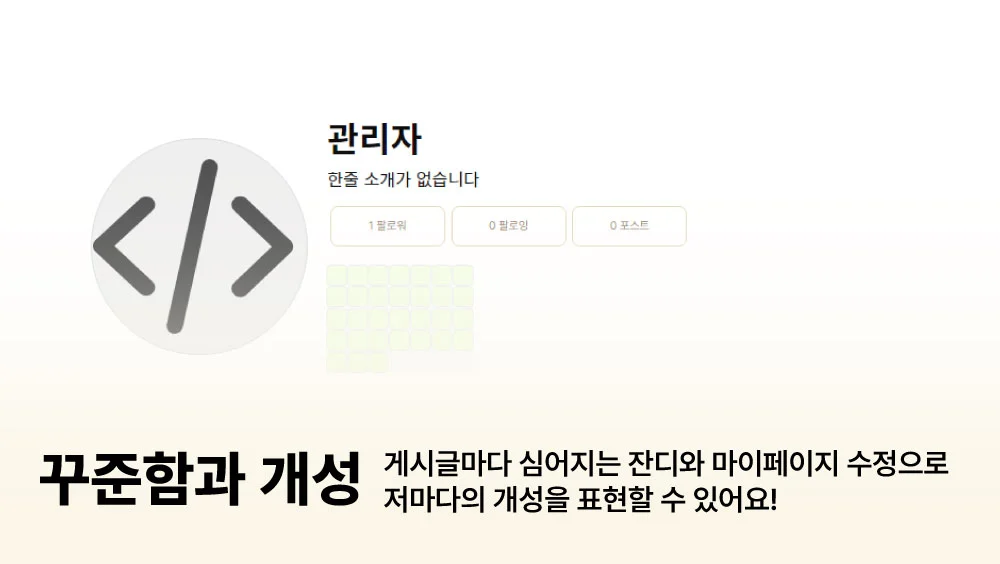 관리자
한줄 소개가 없습니다
1 팔로워
0 팔로잉
0 포스트
꾸준함과 개성
게시글마다 심어지는 잔디와 마이페이지 수정으로
저마다의 개성을 표현할 수 있어요!